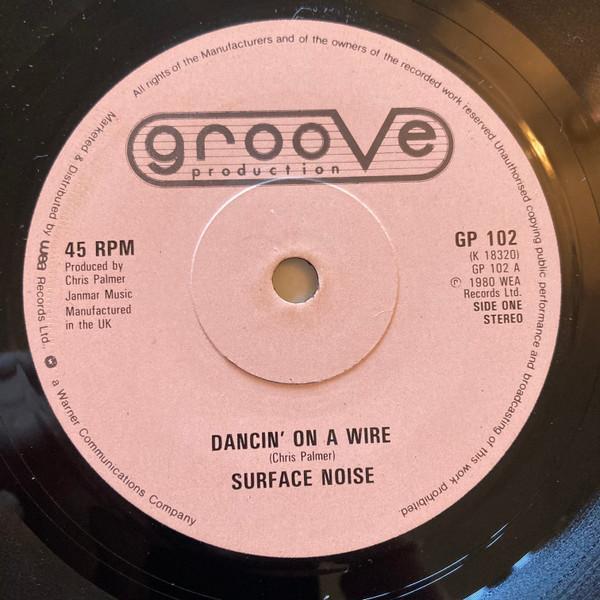 All rights of the Manufacturers and of the owners of the recorded work reserved Unauthorised copying public performance and broadcasting of this work prohibited
groove
production
45 RPM
Produced by
Chris Palmer
Janmar Music
Manufactured
in the UK
GP 102
(K 18320)
GP 102 A
℗ 1980 WEA
Records Ltd.
SIDE ONE
STEREO
DANCIN' ON A WIRE
(Chris Palmer)
SURFACE NOISE
Marketed & Distributed by wea Records Ltd. a Warner Communications Company